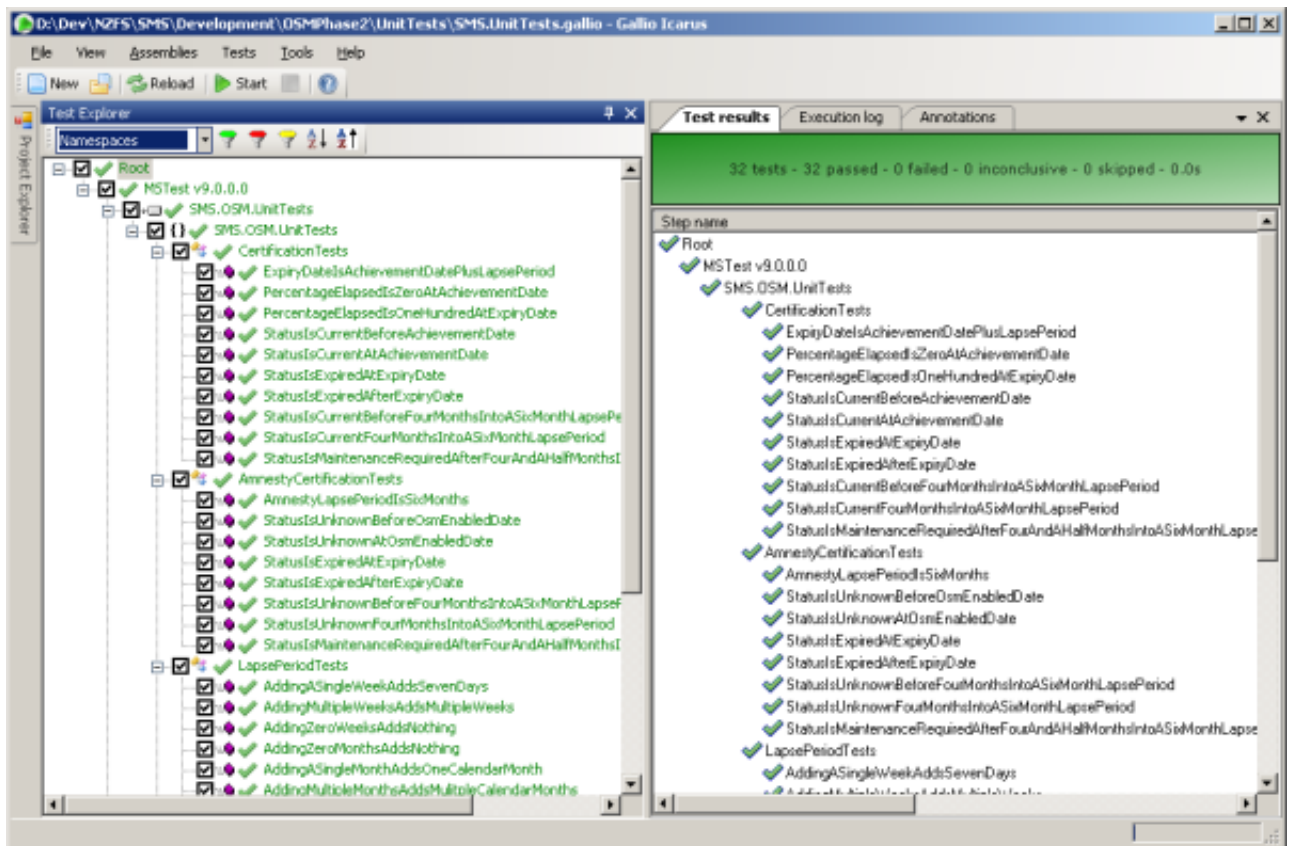 D:\Dev\NZFS\SMS\Development\OSMPhase2\UnitTests\SMS.UnitTests.gallio - Gallio Icarus
File View Assemblies Tests Tools Help
New Reload Start
Project Explorer
Test Explorer
Namespaces
Root
MSTest v9.0.0.0
SMS.OSM.UnitTests
{} SMS.OSM.UnitTests
CertificationTests
ExpiryDateIsAchievementDatePlusLapsePeriod
PercentageElapsedIsZeroAtAchievementDate
PercentageElapsedIsOneHundredAtExpiryDate
StatusIsCurrentBeforeAchievementDate
StatusIsCurrentAtAchievementDate
StatusIsExpiredAtExpiryDate
StatusIsExpiredAfterExpiryDate
StatusIsCurrentBeforeFourMonthsIntoASixMonthLapsePe
StatusIsCurrentFourMonthsIntoASixMonthLapsePeriod
StatusIsMaintenanceRequiredAfterFourAndAHalfMonthsI
AmnestyCertificationTests
AmnestyLapsePeriodIsSixMonths
StatusIsUnknownBeforeOsmEnabledDate
StatusIsUnknownAtOsmEnabledDate
StatusIsExpiredAtExpiryDate
StatusIsExpiredAfterExpiryDate
StatusIsUnknownBeforeFourMonthsIntoASixMonthLapseF
StatusIsUnknownFourMonthsIntoASixMonthLapsePeriod
StatusIsMaintenanceRequiredAfterFourAndAHalfMonthsI
LapsePeriodTests
AddingASingleWeekAddsSevenDays
AddingMultipleWeeksAddsMultipleWeeks
AddingZeroWeeksAddsNothing
AddingZeroMonthsAddsNothing
AddingASingleMonthAddsOneCalendarMonth
AddingMultipleMonthsAddsMulitpleCalendarMonths
Test results Execution log Annotations
32 tests - 32 passed - 0 failed - 0 inconclusive - 0 skipped - 0.0s
Step name
Root
MSTest v9.0.0.0
SMS.OSM.UnitTests
CertificationTests
ExpiryDateIsAchievementDatePlusLapsePeriod
PercentageElapsedIsZeroAtAchievementDate
PercentageElapsedIsOneHundredAtExpiryDate
StatusIsCurrentBeforeAchievementDate
StatusIsCurrentAtAchievementDate
StatusIsExpiredAtExpiryDate
StatusIsExpiredAfterExpiryDate
StatusIsCurrentBeforeFourMonthsIntoASixMonthLapsePeriod
StatusIsCurrentFourMonthsIntoASixMonthLapsePeriod
StatusIsMaintenanceRequiredAfterFourAndAHalfMonthsIntoASixMonthLapse
AmnestyCertificationTests
AmnestyLapsePeriodIsSixMonths
StatusIsUnknownBeforeOsmEnabledDate
StatusIsUnknownAtOsmEnabledDate
StatusIsExpiredAtExpiryDate
StatusIsExpiredAfterExpiryDate
StatusIsUnknownBeforeFourMonthsIntoASixMonthLapsePeriod
StatusIsUnknownFourMonthsIntoASixMonthLapsePeriod
StatusIsMaintenanceRequiredAfterFourAndAHalfMonthsIntoASixMonthLapse
LapsePeriodTests
AddingASingleWeekAddsSevenDays
AddingMultipleWeeksAddsMultipleWeeks